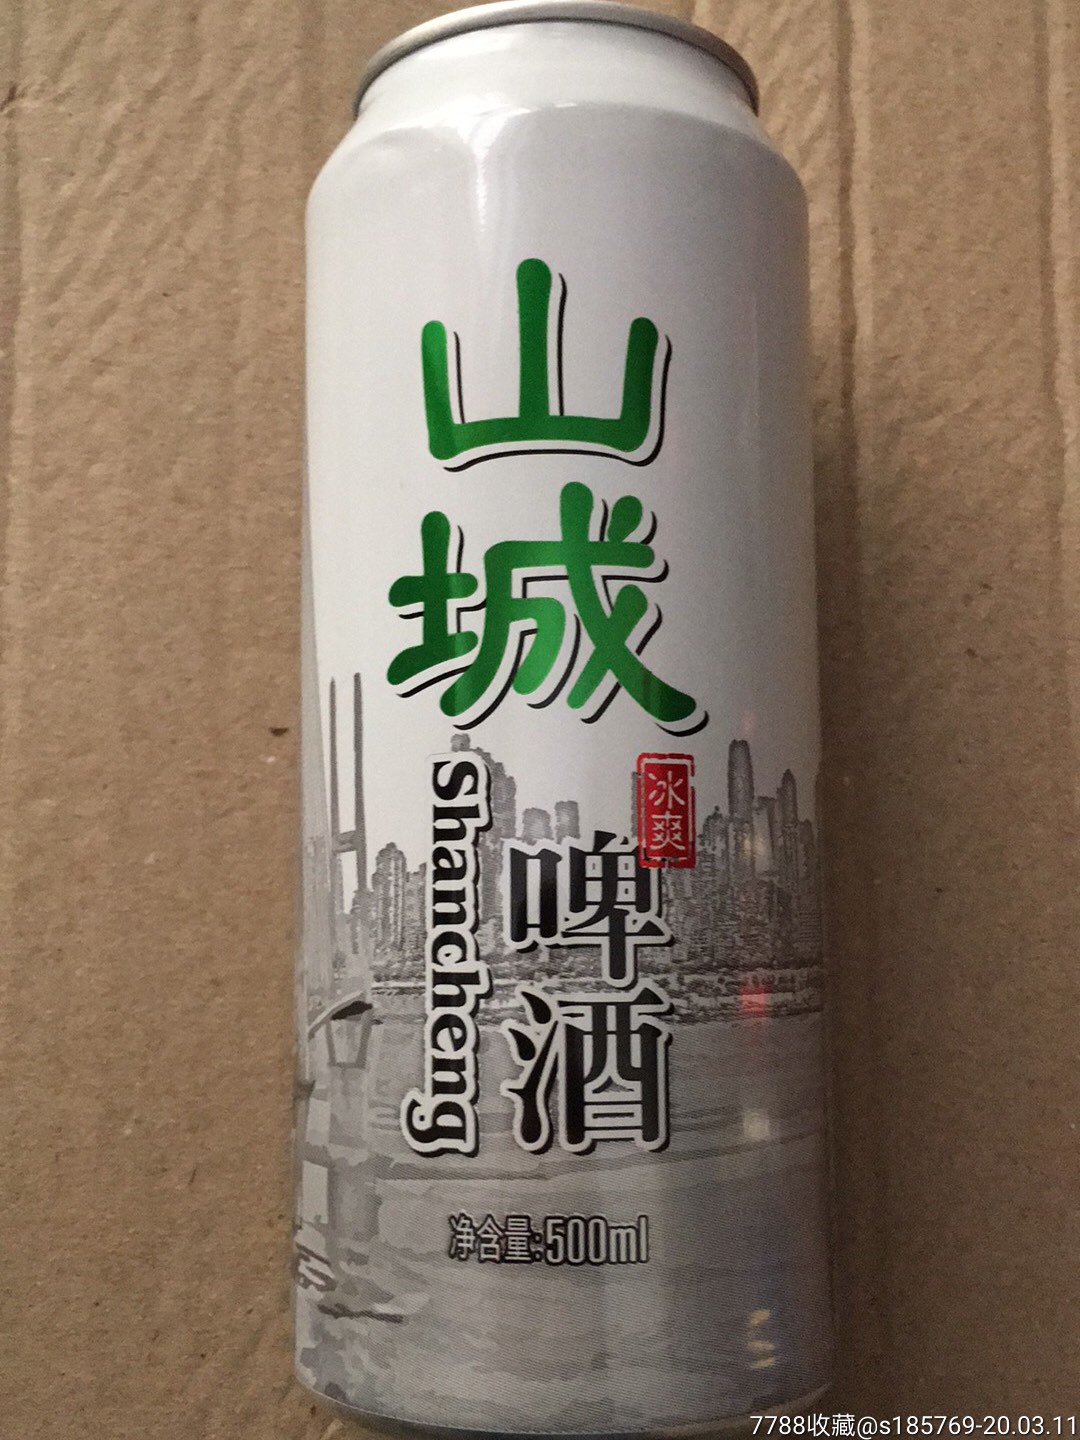 山城
冰爽
啤酒
Shancheng
净含量:500ml
7788收藏@s185769-20.03.11